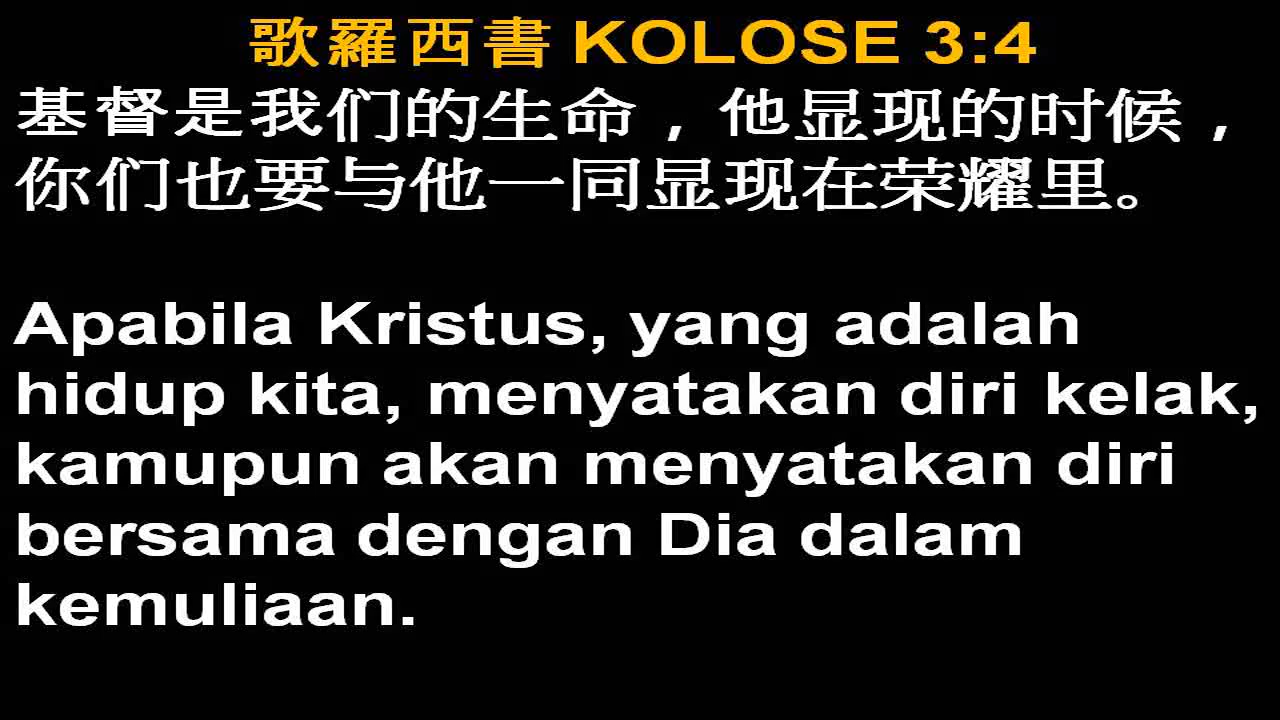 歌羅西書 KOLOSE 3:4
基督是我们的生命，他显现的时候，
你们也要与他一同显现在荣耀里。
Apabila Kristus, yang adalah
hidup kita, menyatakan diri kelak,
kamupun akan menyatakan diri
bersama dengan Dia dalam
kemuliaan.